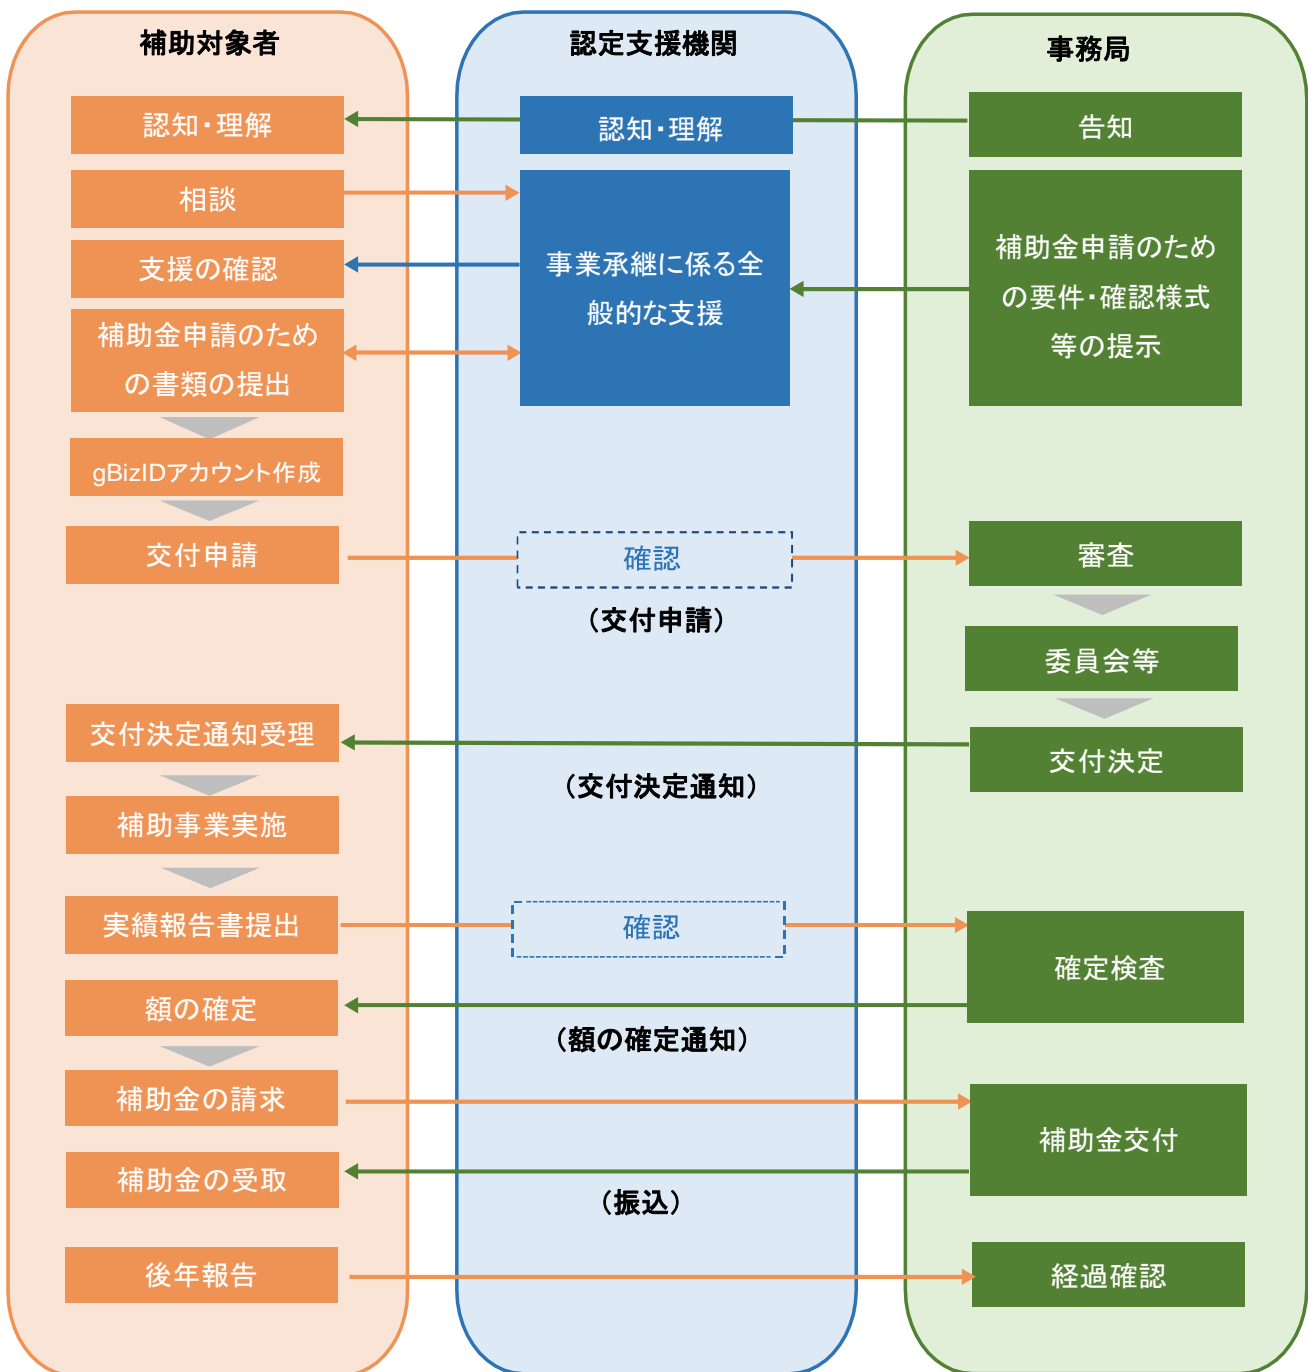 補助対象者
認定支援機関
事務局
認知・理解
認知・理解
告知
相談
支援の確認
補助金申請のため
の書類の提出
事業承継に係る全
般的な支援
補助金申請のため
の要件・確認様式
等の提示
gBizIDアカウント作成
交付申請
確認
審査
（交付申請）
委員会等
交付決定通知受理
交付決定
（交付決定通知）
補助事業実施
実績報告書提出
確認
確定検査
額の確定
（額の確定通知）
補助金の請求
補助金交付
補助金の受取
（振込）
後年報告
経過確認